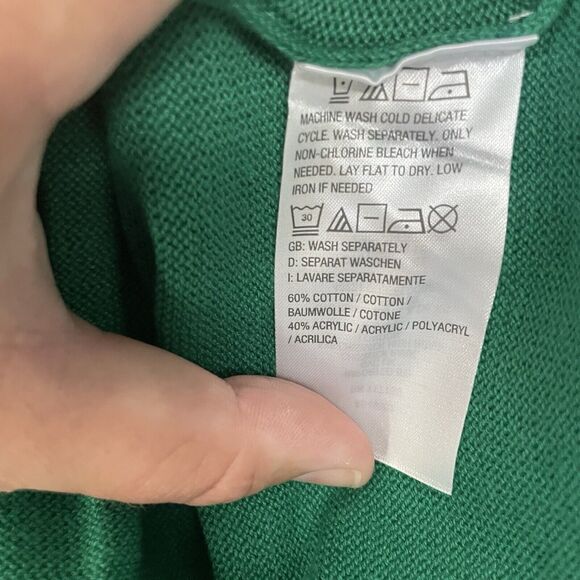 MACHINE WASH COLD DELICATE
CYCLE. WASH SEPARATELY. ONLY
NON-CHLORINE BLEACH WHEN
NEEDED. LAY FLAT TO DRY. LOW
IRON IF NEEDED
30
GB: WASH SEPARATELY
D: SEPARAT WASCHEN
I: LAVARE SEPARATAMENTE
60% COTTON / COTTON /
BAUMWOLLE / COTONE
40% ACRYLIC / ACRYLIC / POLYACRYL
/ ACRILICA